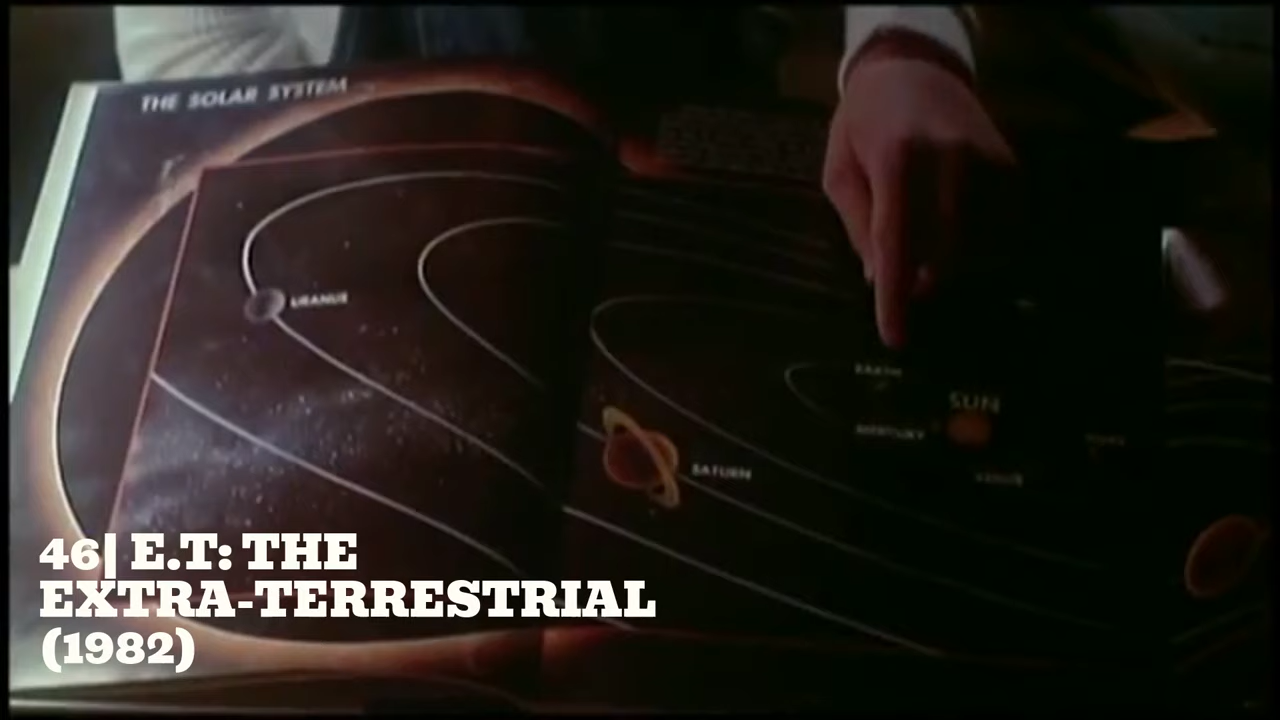 THE SOLAR SYSTEM
URANUS
EARTH
SUN
MERCURY
SATURN
46| E.T: THE
EXTRA-TERRESTRIAL
(1982)